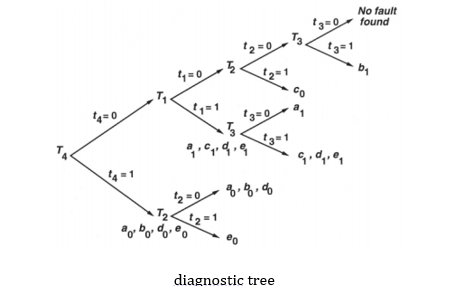 No fault
found
t₃=0
T₃
t₃=1
b₁
t₂=0
T₂
t₂=1
c₀
t₁=0
T₁
t₁=1
t₃=0
a₁
T₃
t₃=1
a₁, c₁, d₁, e₁
c₁, d₁, e₁
t₄=0
T₄
t₄=1
t₂=0
a₀, b₀, d₀
T₂
t₂=1
a₀, b₀, d₀, e₀
e₀
diagnostic tree